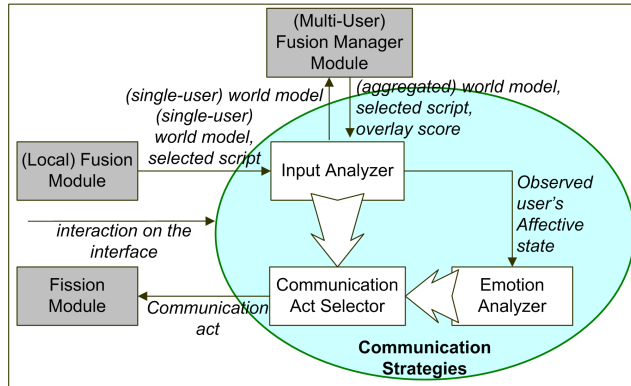 (Multi-User)
Fusion Manager
Module
(single-user) world model
(aggregated) world model,
selected script,
overlay score
(single-user)
world model,
selected script
(Local) Fusion
Module
Input Analyzer
Observed
user's
Affective
state
interaction on the
interface
Fission
Module
Communication
act
Communication
Act Selector
Emotion
Analyzer
Communication
Strategies